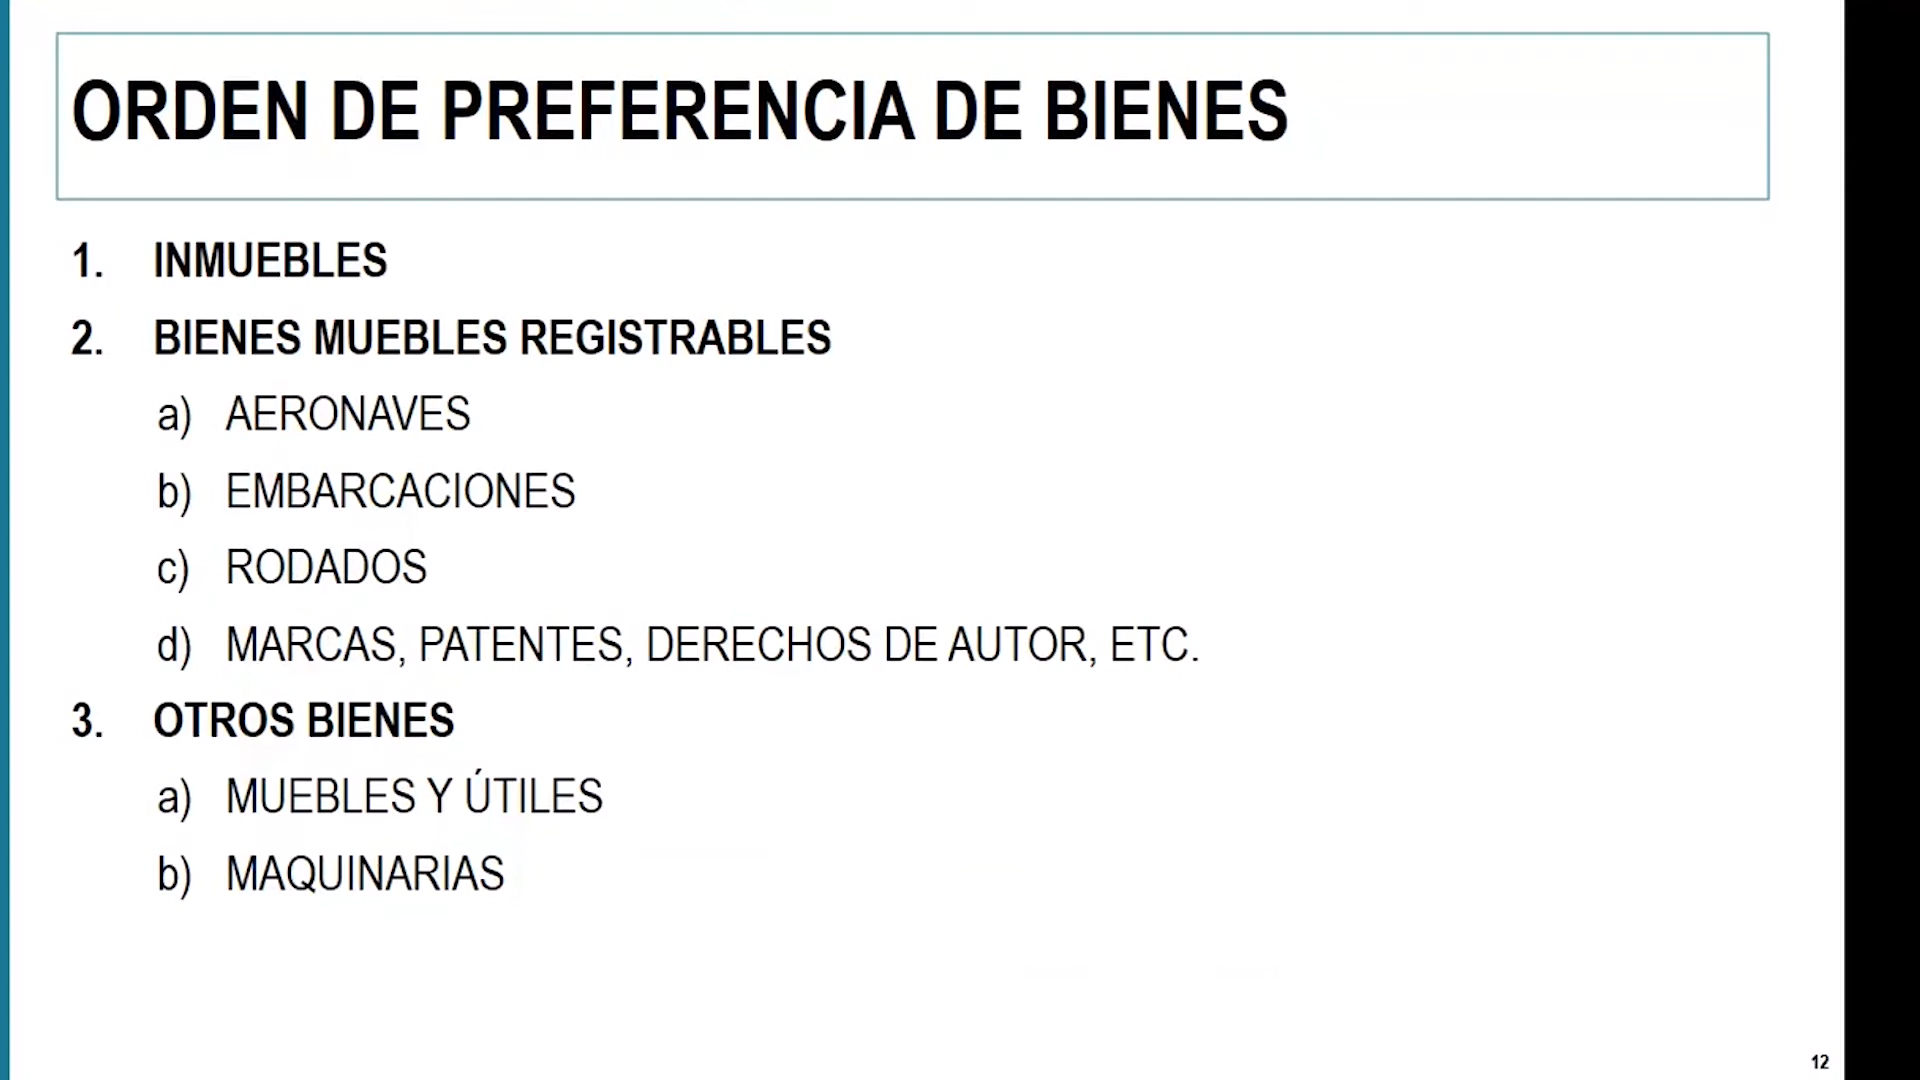 ORDEN DE PREFERENCIA DE BIENES
1. INMUEBLES
2. BIENES MUEBLES REGISTRABLES
a) AERONAVES
b) EMBARCACIONES
c) RODADOS
d) MARCAS, PATENTES, DERECHOS DE AUTOR, ETC.
3. OTROS BIENES
a) MUEBLES Y ÚTILES
b) MAQUINARIAS
12